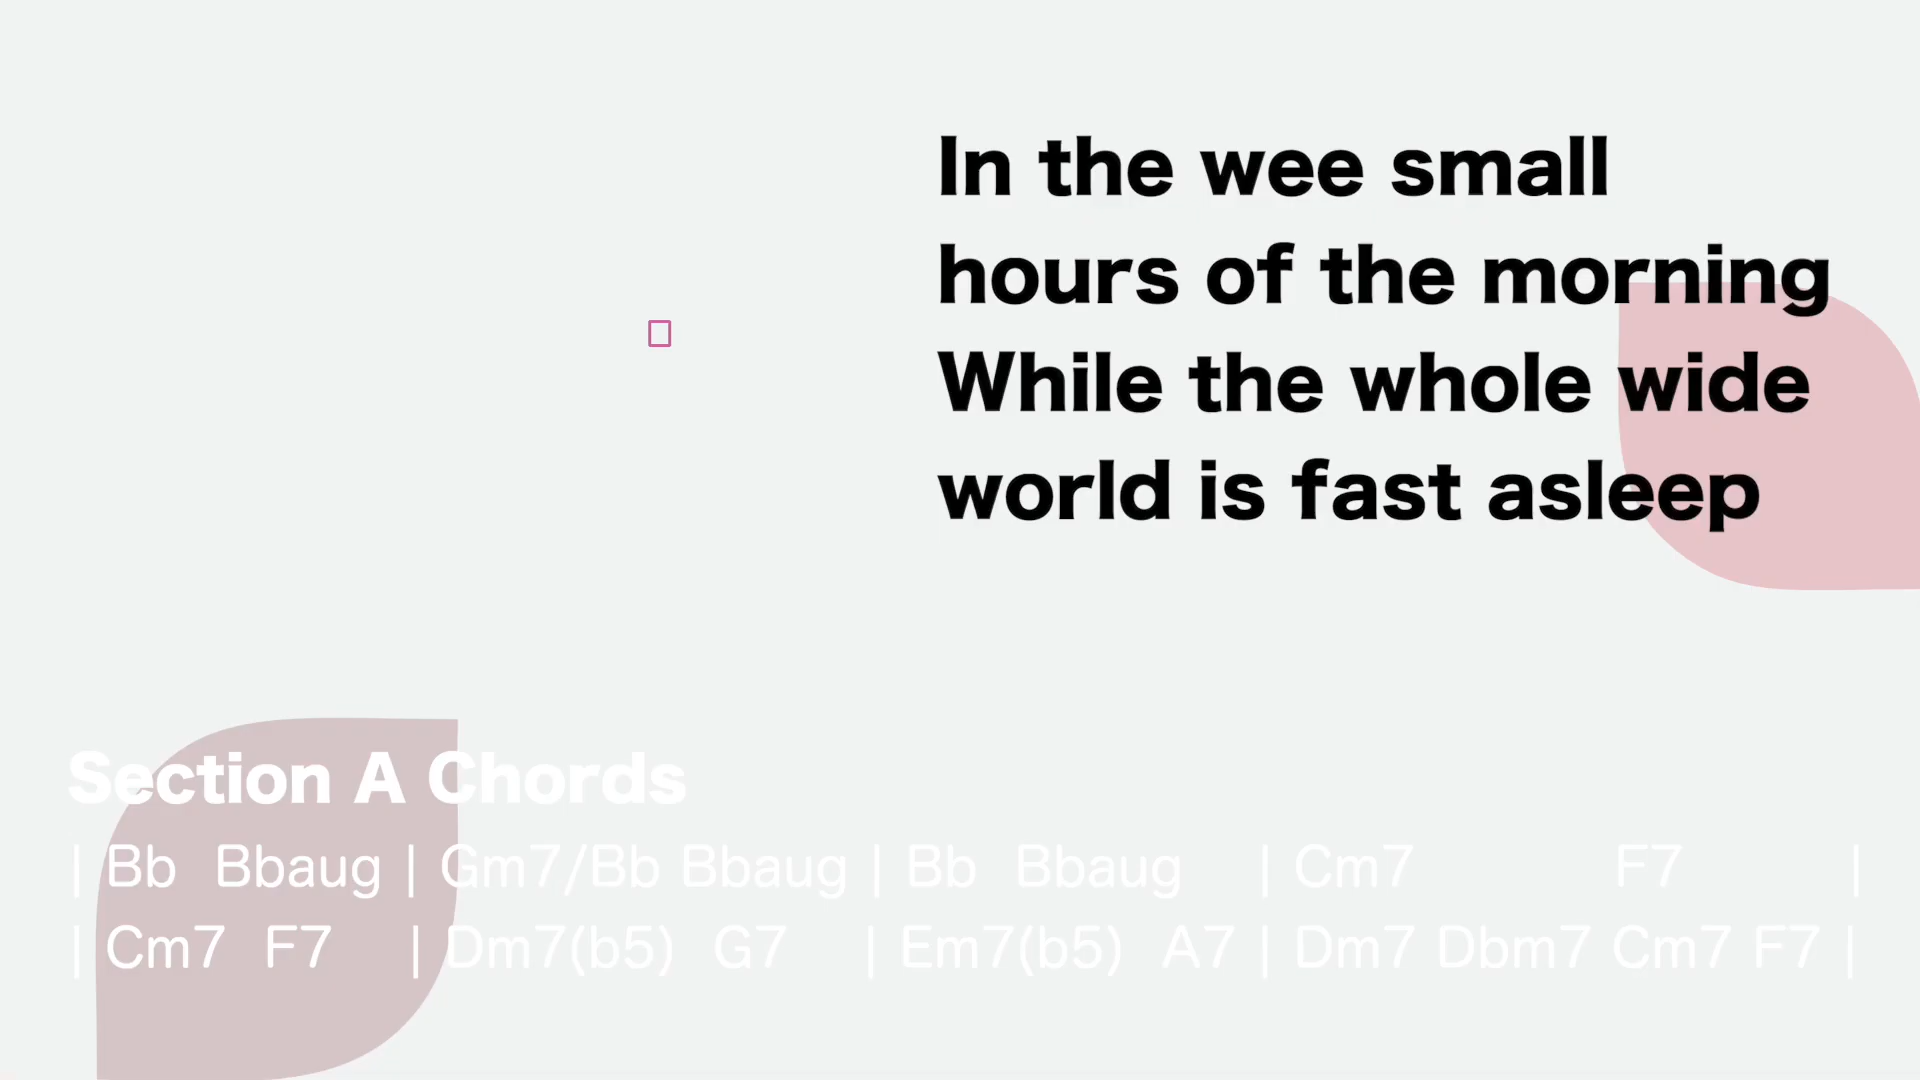 In the wee small
hours of the morning
While the whole wide
world is fast asleep
Section A Chords
| Bb Bbaug | Gm7/Bb Bbaug | Bb Bbaug | Cm7 F7 |
| Cm7 F7 | Dm7(b5) G7 | Em7(b5) A7 | Dm7 Dbm7 Cm7 F7 |